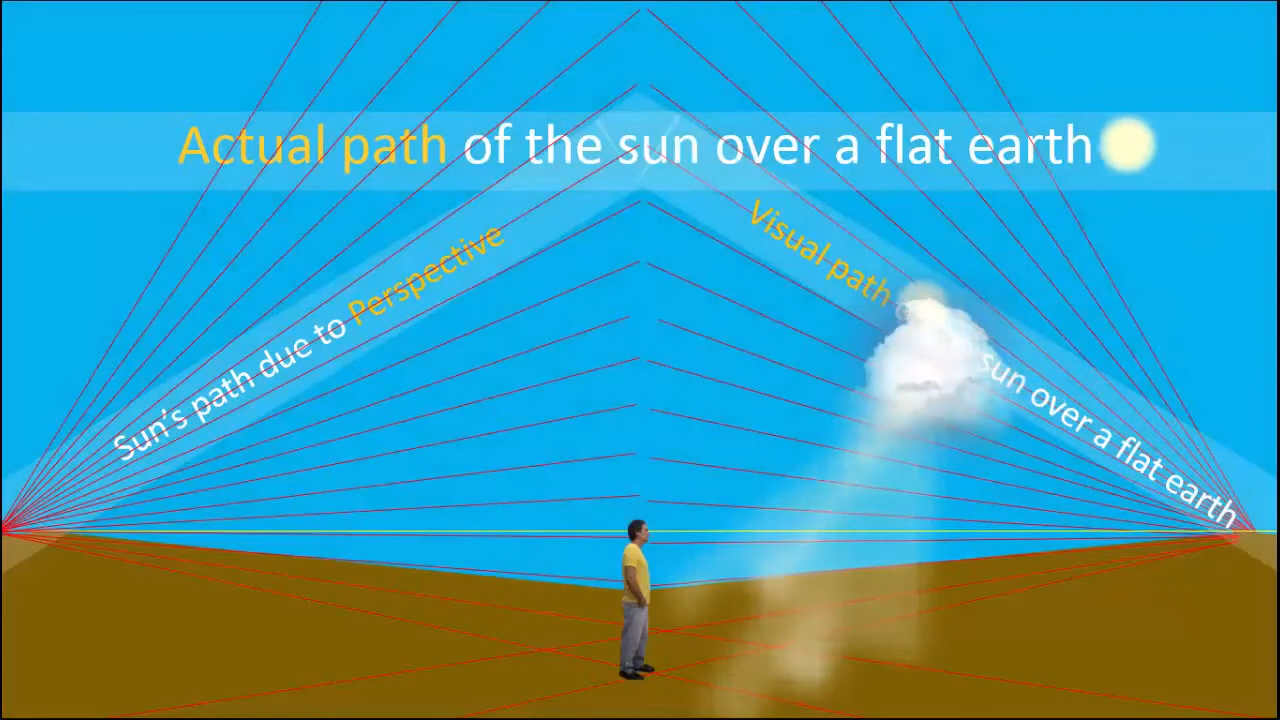 Actual path of the sun over a flat earth
Sun's path due to Perspective
Visual path
sun over a flat earth